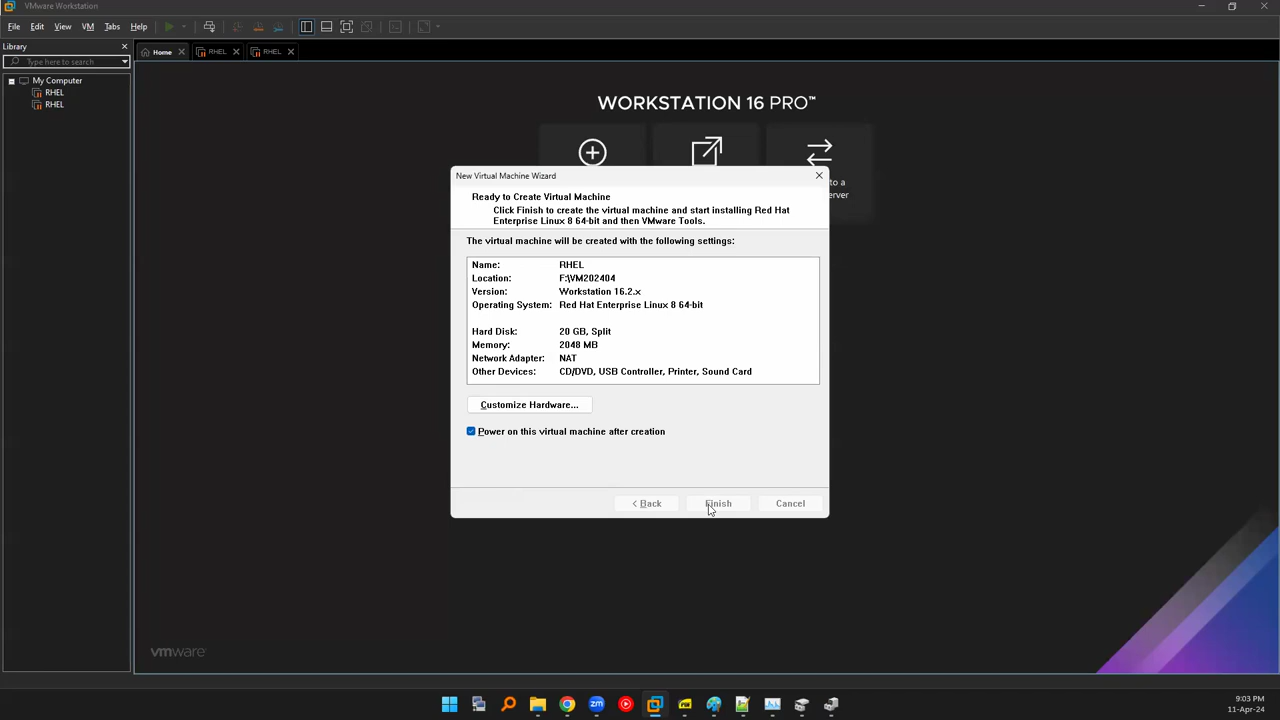 VMware Workstation
File Edit View VM Tabs Help
Library
Type here to search
My Computer
RHEL
RHEL
Home RHEL RHEL
WORKSTATION 16 PRO™
to a
erver
New Virtual Machine Wizard
Ready to Create Virtual Machine
Click Finish to create the virtual machine and start installing Red Hat
Enterprise Linux 8 64-bit and then VMware Tools.
The virtual machine will be created with the following settings:
Name: RHEL
Location: F:\VM202404
Version: Workstation 16.2.x
Operating System: Red Hat Enterprise Linux 8 64-bit
Hard Disk: 20 GB, Split
Memory: 2048 MB
Network Adapter: NAT
Other Devices: CD/DVD, USB Controller, Printer, Sound Card
Customize Hardware...
Power on this virtual machine after creation
< Back Finish Cancel
vmware
9:03 PM
11-Apr-24